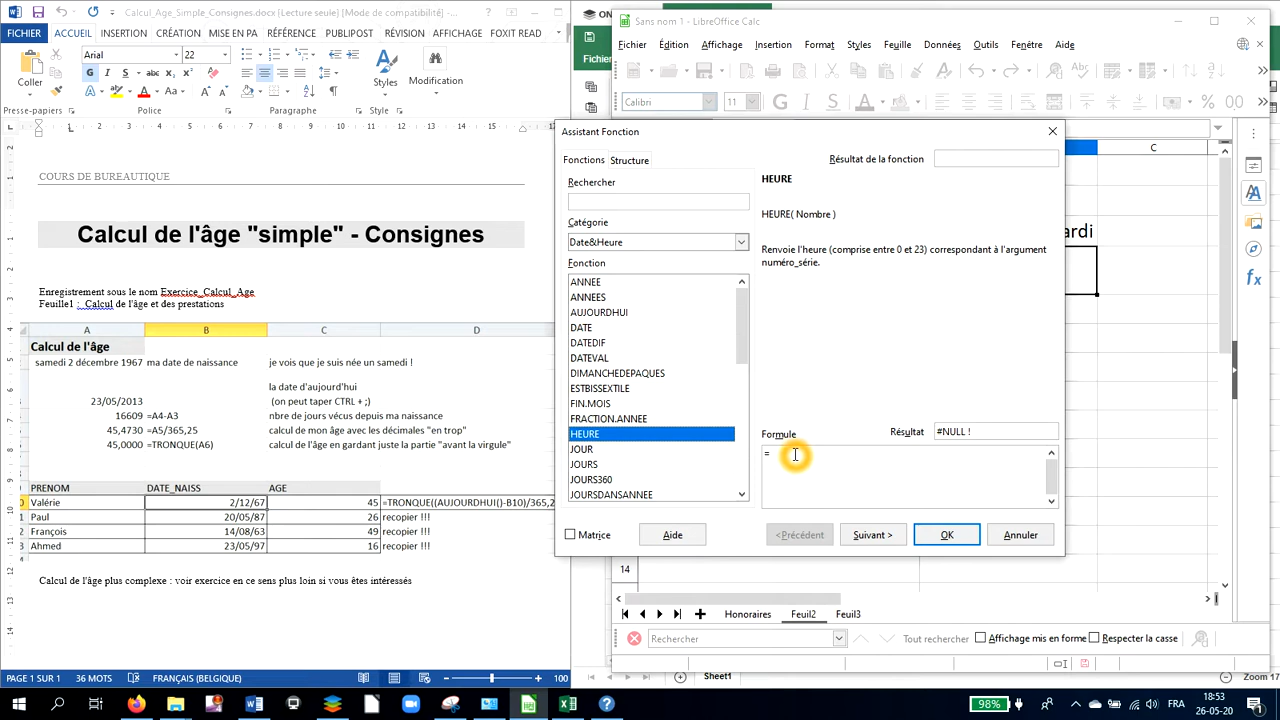 Calcul_Age_Simple_Consignes.docx [Lecture seule] [Mode de compatibilité] -
FICHIER ACCUEIL INSERTION CRÉATION MISE EN PA RÉFÉRENCE PUBLIPOST RÉVISION AFFICHAGE FOXIT READ
Coller
Arial 22
G I S abc x₂ x²
Styles
Modification
Presse-papiers Police Paragraphe Styles
COURS DE BUREAUTIQUE
Calcul de l'âge "simple" - Consignes
Enregistrement sous le nom Exercice_Calcul_Age
Feuille1 : Calcul de l'âge et des prestations
A B C D
Calcul de l'âge
samedi 2 décembre 1967 ma date de naissance je vois que je suis née un samedi !
la date d'aujourd'hui
23/05/2013 (on peut taper CTRL + ;)
16609 =A4-A3 nbre de jours vécus depuis ma naissance
45,4730 =A5/365,25 calcul de mon âge avec les décimales "en trop"
45,0000 =TRONQUE(A6) calcul de l'âge en gardant juste la partie "avant la virgule"
PRENOM DATE_NAISS AGE
Valérie 2/12/67 45 =TRONQUE((AUJOURDHUI()-B10)/365,2
Paul 20/05/87 26 recopier !!!
François 14/08/63 49 recopier !!!
Ahmed 23/05/97 16 recopier !!!
Calcul de l'âge plus complexe : voir exercice en ce sens plus loin si vous êtes intéressés
PAGE 1 SUR 1 36 MOTS FRANÇAIS (BELGIQUE) 100
ON
Fichier
Sans nom 1 - LibreOffice Calc
Fichier Édition Affichage Insertion Format Styles Feuille Données Outils Fenêtre Aide
Calibri 11 G I S A % 0.0
C
ardi
Assistant Fonction
Fonctions Structure
Résultat de la fonction
Rechercher
Catégorie
Date&Heure
Fonction
ANNEE
ANNEES
AUJOURDHUI
DATE
DATEDIF
DATEVAL
DIMANCHEDEPAQUES
ESTBISSEXTILE
FIN.MOIS
FRACTION.ANNEE
HEURE
JOUR
JOURS
JOURS360
JOURSDANSANNEE
HEURE
HEURE( Nombre )
Renvoie l'heure (comprise entre 0 et 23) correspondant à l'argument
numéro_série.
Formule Résultat #NULL !
=
Matrice Aide <Précédent Suivant > OK Annuler
14
Honoraires Feuil2 Feuil3
Rechercher Tout rechercher Affichage mis en forme Respecter la casse
Sheet1 Zoom 17
98% FRA 18:53
26-05-20